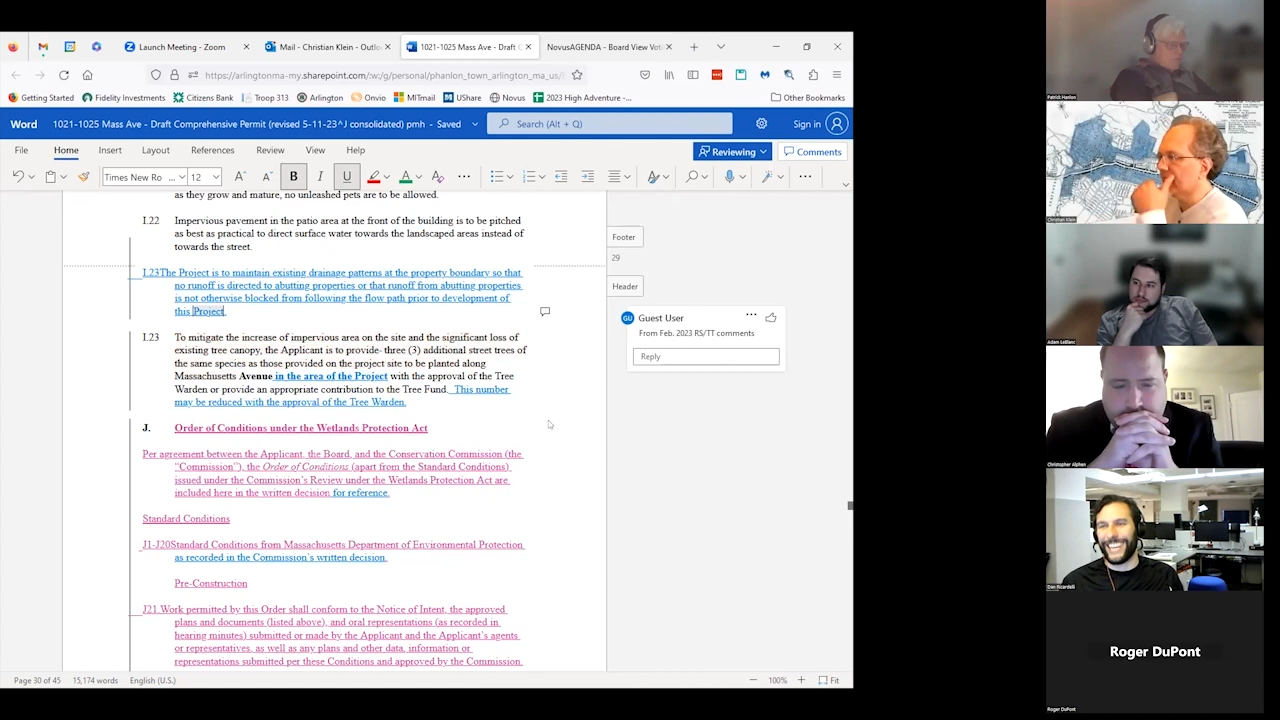 Launch Meeting - Zoom
Mail - Christian Klein - Outlo
1021-1025 Mass Ave - Draft C
NovusAGENDA - Board View Vot
https://arlingtonma-my.sharepoint.com/:w:/g/personal/phanlon_town_arlington_ma_us/
Getting Started
Fidelity Investments
Citizens Bank
Troop 313
Arlington
Onvio
MITmail
UShare
Novus
2023 High Adventure -...
Other Bookmarks
Word
1021-1025 Mass Ave - Draft Comprehensive Permit (revised 5-11-23^J consolidated) pmh - Saved
Search (Alt + Q)
Sign in
File
Home
Insert
Layout
References
Review
View
Help
Reviewing
Comments
Times New Ro ...
12
as they grow and mature, no unleashed pets are to be allowed.
I.22 Impervious pavement in the patio area at the front of the building is to be pitched
as best as practical to direct surface water towards the landscaped areas instead of
towards the street.
I.23The Project is to maintain existing drainage patterns at the property boundary so that
no runoff is directed to abutting properties or that runoff from abutting properties
is not otherwise blocked from following the flow path prior to development of
this Project.
I.23 To mitigate the increase of impervious area on the site and the significant loss of
existing tree canopy, the Applicant is to provide- three (3) additional street trees of
the same species as those provided on the project site to be planted along
Massachusetts Avenue in the area of the Project with the approval of the Tree
Warden or provide an appropriate contribution to the Tree Fund. This number
may be reduced with the approval of the Tree Warden.
J. Order of Conditions under the Wetlands Protection Act
Per agreement between the Applicant, the Board, and the Conservation Commission (the
“Commission”), the Order of Conditions (apart from the Standard Conditions)
issued under the Commission’s Review under the Wetlands Protection Act are
included here in the written decision for reference.
Standard Conditions
J1-J20Standard Conditions from Massachusetts Department of Environmental Protection
as recorded in the Commission’s written decision.
Pre-Construction
J21.Work permitted by this Order shall conform to the Notice of Intent, the approved
plans and documents (listed above), and oral representations (as recorded in
hearing minutes) submitted or made by the Applicant and the Applicant’s agents
or representatives, as well as any plans and other data, information or
representations submitted per these Conditions and approved by the Commission.
Footer
29
Header
GU
Guest User
From Feb. 2023 RS/TT comments
Reply
Page 30 of 45
15,174 words
English (U.S.)
100%
Fit
Patrick Hanlon
Christian Klein
Adam LeBlanc
Christopher Alphen
Dan Ricardelli
Roger DuPont
Roger DuPont